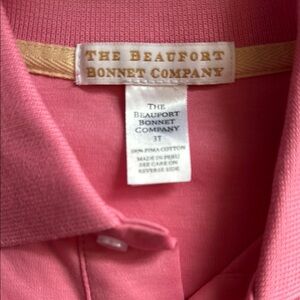 THE BEAUFORT
BONNET COMPANY
THE
BEAUFORT
BONNET
COMPANY
3T
100% PIMA COTTON
MADE IN PERU
SEE CARE ON
REVERSE SIDE